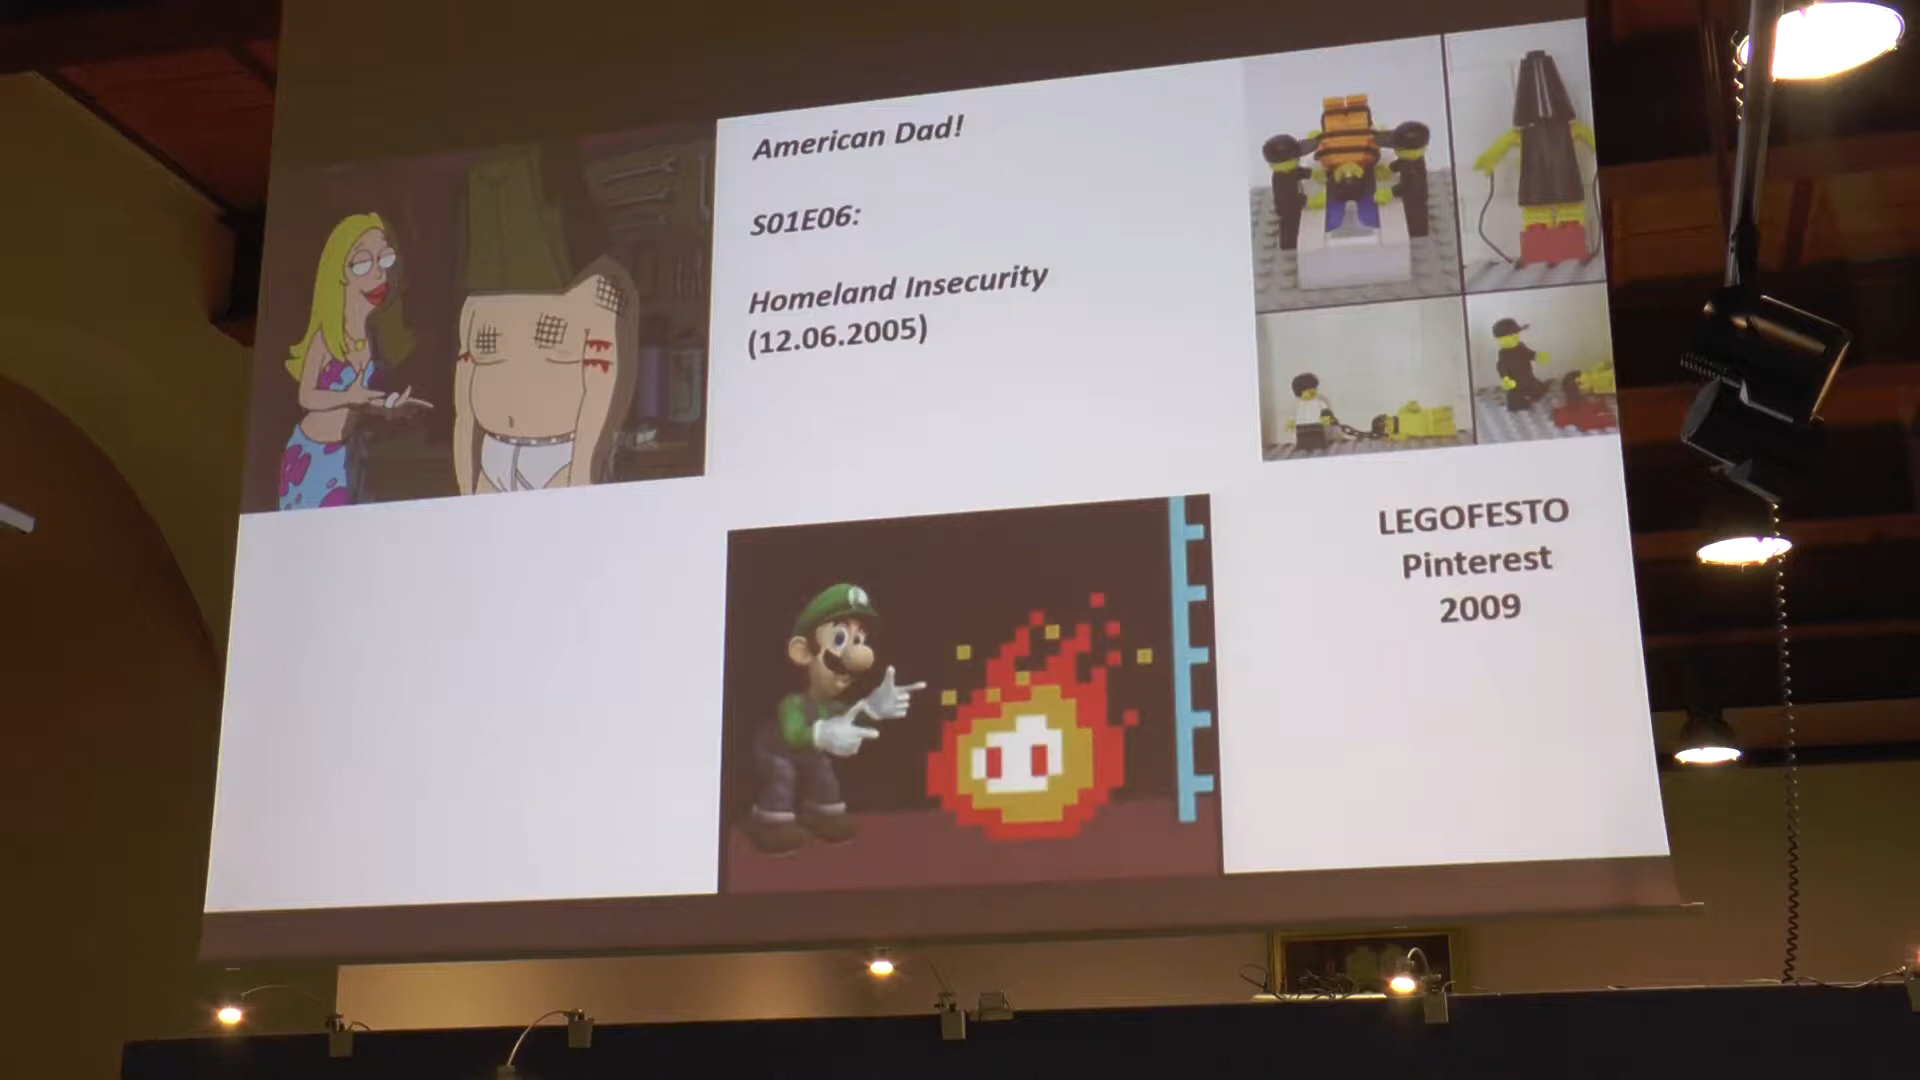 American Dad!
S01E06:
Homeland Insecurity
(12.06.2005)
LEGOFESTO
Pinterest
2009